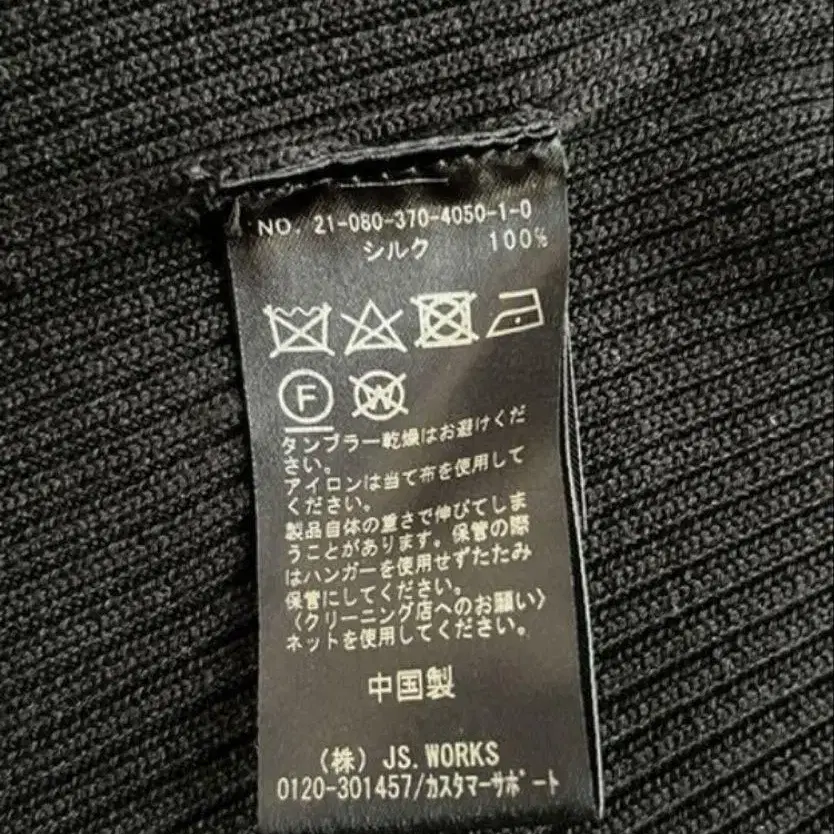 NO. 21-080-370-4050-1-0
シルク 100%
F
W
タンブラー乾燥はお避けくだ
さい。
アイロンは当て布を使用して
ください。
製品自体の重さで伸びてしま
うことがあります。保管の際
はハンガーを使用せずたたみ
保管にしてください。
〈クリーニング店へのお願い〉
ネットを使用してください。
中国製
(株) JS.WORKS
0120-301457/カスタマーサポート